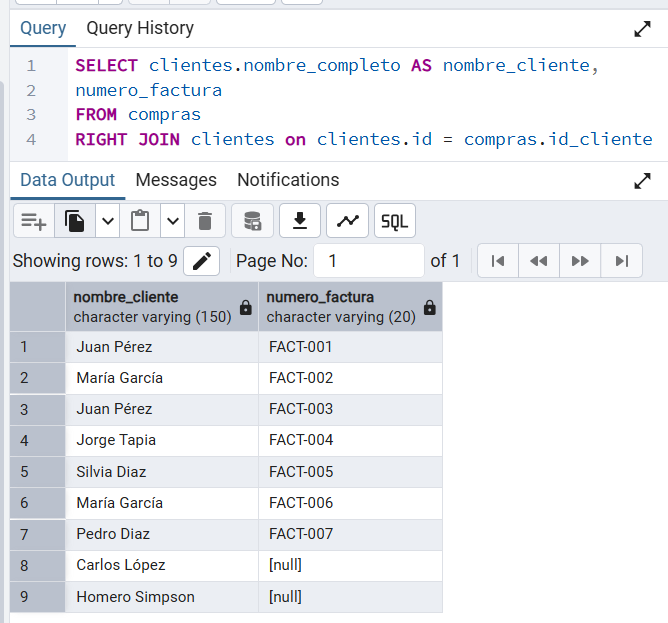 Query Query History
1 SELECT clientes.nombre_completo AS nombre_cliente,
2 numero_factura
3 FROM compras
4 RIGHT JOIN clientes on clientes.id = compras.id_cliente
Data Output Messages Notifications
SQL
Showing rows: 1 to 9 Page No: 1 of 1
nombre_cliente numero_factura
character varying (150) character varying (20)
1 Juan Pérez FACT-001
2 María García FACT-002
3 Juan Pérez FACT-003
4 Jorge Tapia FACT-004
5 Silvia Diaz FACT-005
6 María García FACT-006
7 Pedro Diaz FACT-007
8 Carlos López [null]
9 Homero Simpson [null]